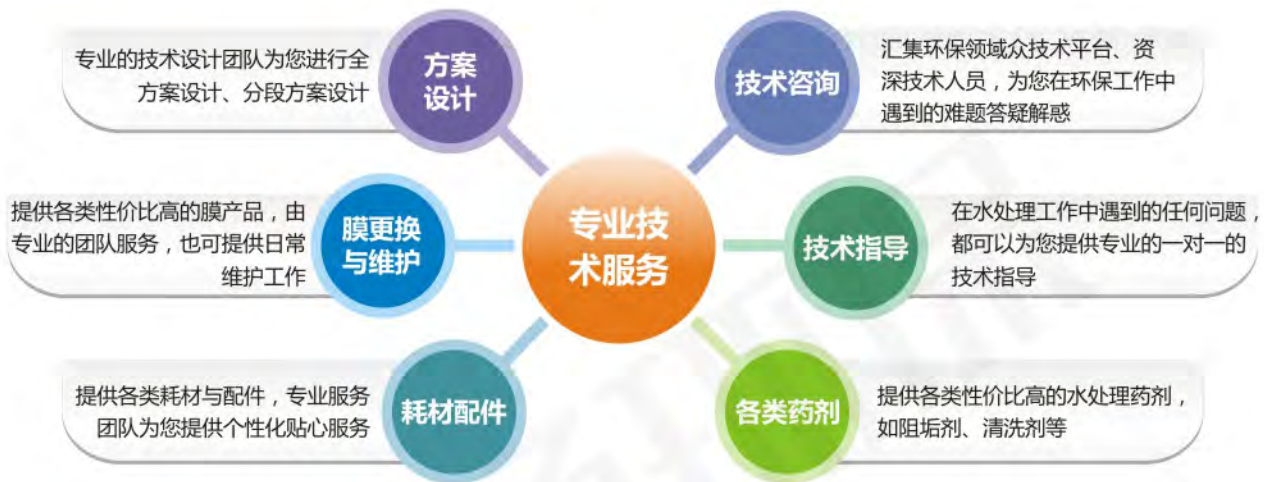 专业技
术服务
方案
设计
专业的技术设计团队为您进行全
方案设计、分段方案设计
技术咨询
汇集环保领域众技术平台、资
深技术人员，为您在环保工作中
遇到的难题答疑解惑
膜更换
与维护
提供各类性价比高的膜产品，由
专业的团队服务，也可提供日常
维护工作
技术指导
在水处理工作中遇到的任何问题，
都可以为您提供专业的一对一的
技术指导
耗材配件
提供各类耗材与配件，专业服务
团队为您提供个性化贴心服务
各类药剂
提供各类性价比高的水处理药剂，
如阻垢剂、清洗剂等